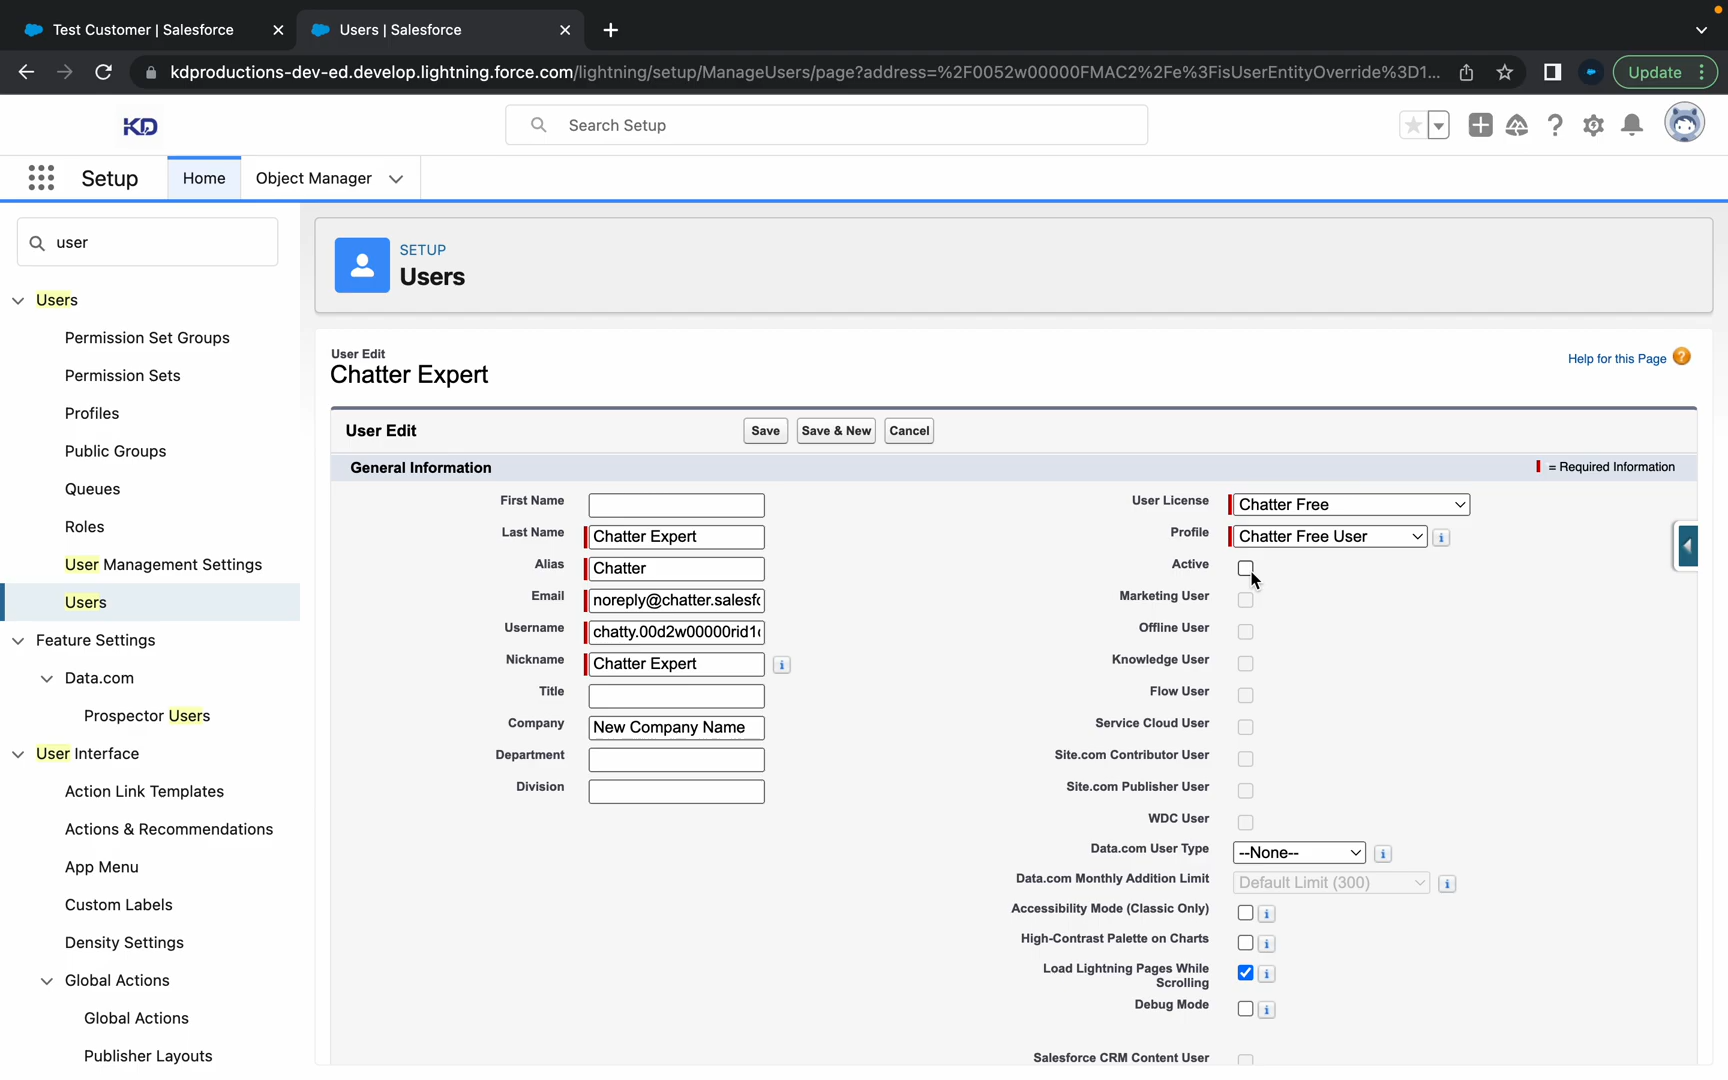 Test Customer | Salesforce
Users | Salesforce
kdproductions-dev-ed.develop.lightning.force.com/lightning/setup/ManageUsers/page?address=%2F0052w00000FMAC2%2Fe%3FisUserEntityOverride%3D1...
Update
KD
Search Setup
Setup
Home
Object Manager
user
SETUP
Users
Users
Permission Set Groups
Permission Sets
Profiles
Public Groups
Queues
Roles
User Management Settings
Users
Feature Settings
Data.com
Prospector Users
User Interface
Action Link Templates
Actions & Recommendations
App Menu
Custom Labels
Density Settings
Global Actions
Global Actions
Publisher Layouts
User Edit
Chatter Expert
Help for this Page
User Edit
Save
Save & New
Cancel
General Information
= Required Information
First Name
Last Name Chatter Expert
Alias Chatter
Email noreply@chatter.salesf
Username chatty.00d2w00000rid1
Nickname Chatter Expert
Title
Company New Company Name
Department
Division
User License Chatter Free
Profile Chatter Free User
Active
Marketing User
Offline User
Knowledge User
Flow User
Service Cloud User
Site.com Contributor User
Site.com Publisher User
WDC User
Data.com User Type --None--
Data.com Monthly Addition Limit Default Limit (300)
Accessibility Mode (Classic Only)
High-Contrast Palette on Charts
Load Lightning Pages While
Scrolling
Debug Mode
Salesforce CRM Content User